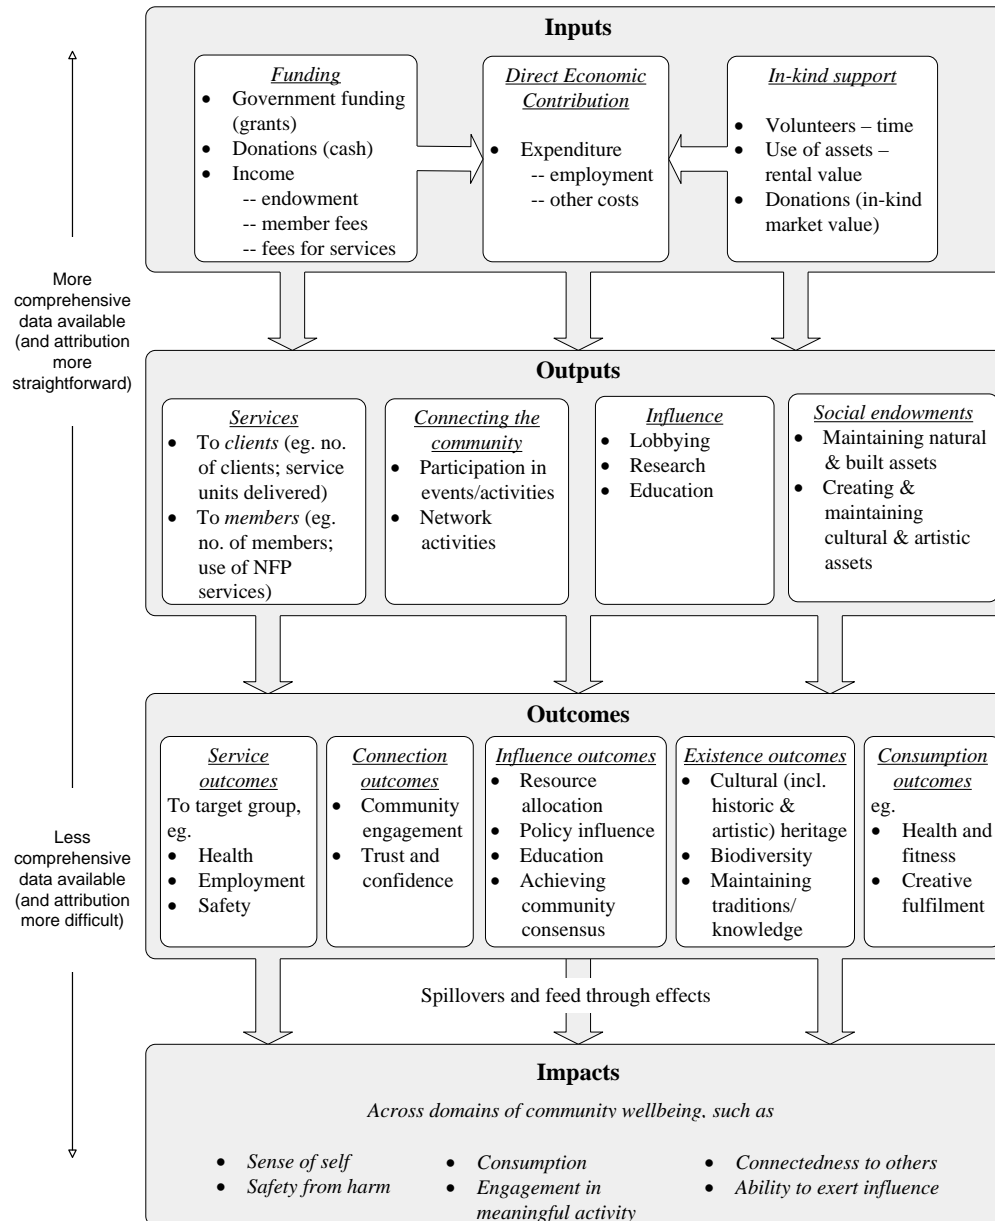 Inputs
Funding
• Government funding
(grants)
• Donations (cash)
• Income
-- endowment
-- member fees
-- fees for services
Direct Economic
Contribution
• Expenditure
-- employment
-- other costs
In-kind support
• Volunteers – time
• Use of assets –
rental value
• Donations (in-kind
market value)
More
comprehensive
data available
(and attribution
more
straightforward)
Outputs
Services
• To clients (eg. no.
of clients; service
units delivered)
• To members (eg.
no. of members;
use of NFP
services)
Connecting the
community
• Participation in
events/activities
• Network
activities
Influence
• Lobbying
• Research
• Education
Social endowments
• Maintaining natural
& built assets
• Creating &
maintaining
cultural & artistic
assets
Less
comprehensive
data available
(and attribution
more difficult)
Outcomes
Service
outcomes
To target group,
eg.
• Health
• Employment
• Safety
Connection
outcomes
• Community
engagement
• Trust and
confidence
Influence outcomes
• Resource
allocation
• Policy influence
• Education
• Achieving
community
consensus
Existence outcomes
• Cultural (incl.
historic &
artistic) heritage
• Biodiversity
• Maintaining
traditions/
knowledge
Consumption
outcomes
eg.
• Health and
fitness
• Creative
fulfilment
Spillovers and feed through effects
Impacts
Across domains of community wellbeing, such as
• Sense of self
• Safety from harm
• Consumption
• Engagement in
meaningful activity
• Connectedness to others
• Ability to exert influence